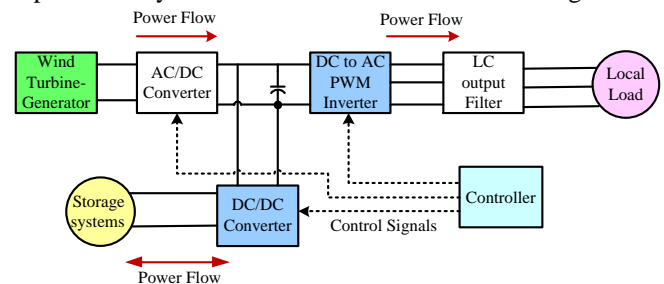 Power Flow
Power Flow
Wind
Turbine-
Generator
AC/DC
Converter
DC to AC
PWM
Inverter
LC
output
Filter
Local
Load
Storage
systems
DC/DC
Converter
Controller
Control Signals
Power Flow